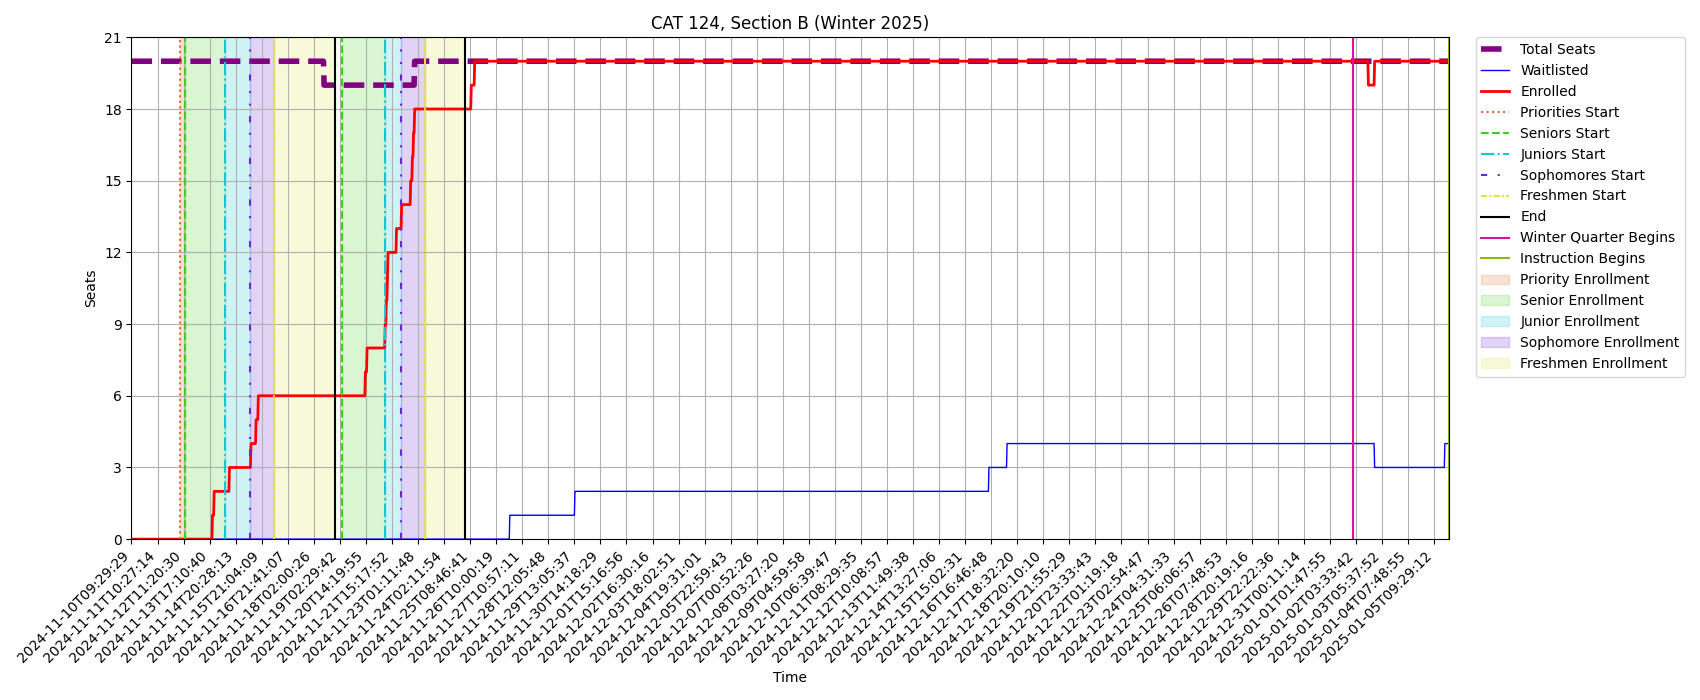 CAT 124, Section B (Winter 2025)
21
18
15
12
9
6
3
0
Seats
2024-11-10T09:29:29
2024-11-11T10:27:14
2024-11-12T11:20:30
2024-11-13T17:10:40
2024-11-14T20:28:13
2024-11-15T21:04:09
2024-11-16T21:41:07
2024-11-18T02:00:26
2024-11-19T02:29:42
2024-11-20T14:19:55
2024-11-21T15:17:52
2024-11-23T01:11:48
2024-11-24T02:11:54
2024-11-25T08:46:41
2024-11-26T10:00:19
2024-11-27T10:57:11
2024-11-28T12:05:48
2024-11-29T13:05:37
2024-11-30T14:18:29
2024-12-01T15:16:50
2024-12-02T16:30:16
2024-12-03T18:02:51
2024-12-04T19:31:01
2024-12-05T22:59:43
2024-12-07T00:52:26
2024-12-08T03:27:20
2024-12-09T04:59:58
2024-12-10T06:39:47
2024-12-11T08:29:35
2024-12-12T10:08:57
2024-12-13T11:49:38
2024-12-14T13:27:06
2024-12-15T15:02:31
2024-12-16T16:46:48
2024-12-17T18:32:20
2024-12-18T20:10:10
2024-12-19T21:55:29
2024-12-20T23:33:43
2024-12-22T01:19:18
2024-12-23T02:54:47
2024-12-24T04:31:33
2024-12-25T06:06:57
2024-12-26T07:48:53
2024-12-28T20:19:16
2024-12-29T22:22:36
2024-12-31T00:11:14
2025-01-01T01:47:55
2025-01-02T03:33:42
2025-01-03T05:37:52
2025-01-04T07:48:55
2025-01-05T09:29:12
Time
Total Seats
Waitlisted
Enrolled
Priorities Start
Seniors Start
Juniors Start
Sophomores Start
Freshmen Start
End
Winter Quarter Begins
Instruction Begins
Priority Enrollment
Senior Enrollment
Junior Enrollment
Sophomore Enrollment
Freshmen Enrollment